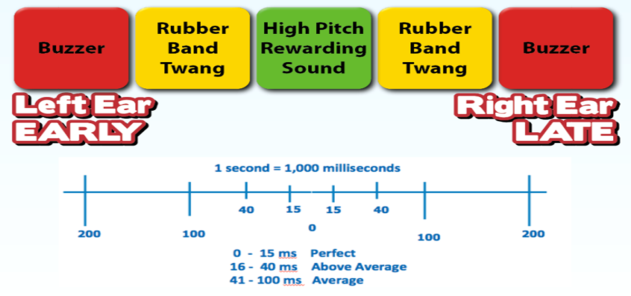 Buzzer
Rubber Band Twang
High Pitch Rewarding Sound
Rubber Band Twang
Buzzer
Left Ear
EARLY
Right Ear
LATE
1 second = 1,000 milliseconds
200 100 40 15 0 15 40 100 200
0 - 15 ms Perfect
16 - 40 ms Above Average
41 - 100 ms Average